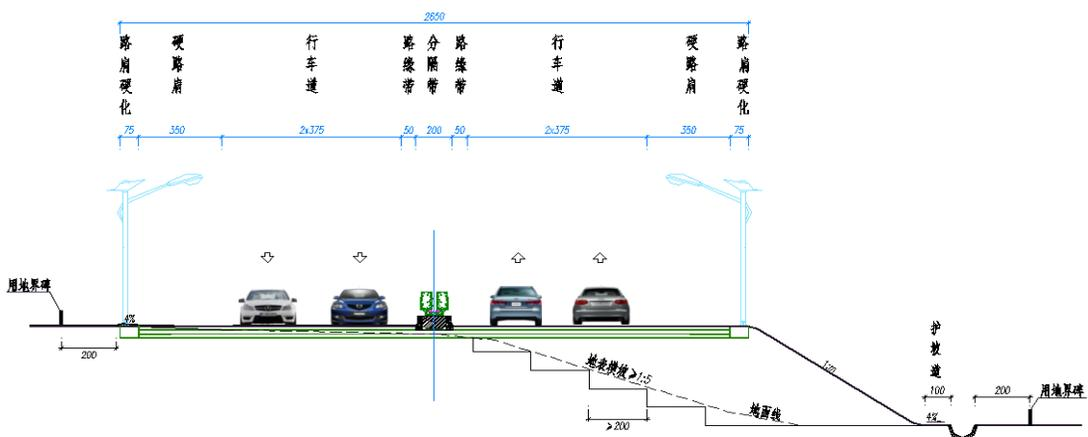 2650
路肩硬化
硬路肩
行车道
路缘带
分隔带
路缘带
行车道
硬路肩
路肩硬化
75
350
2x375
50
200
50
2x375
350
75
用地界碑
4%
200
地表横坡≥1:5
≥200
地面线
1:m
护坡道
100
200
4%
用地界碑